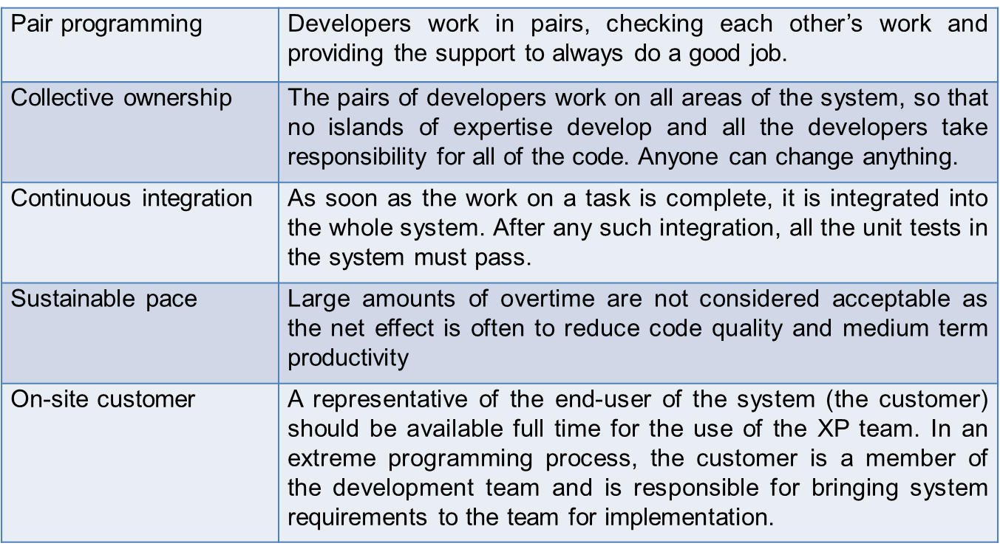 Pair programming
Developers work in pairs, checking each other’s work and
providing the support to always do a good job.
Collective ownership
The pairs of developers work on all areas of the system, so that
no islands of expertise develop and all the developers take
responsibility for all of the code. Anyone can change anything.
Continuous integration
As soon as the work on a task is complete, it is integrated into
the whole system. After any such integration, all the unit tests in
the system must pass.
Sustainable pace
Large amounts of overtime are not considered acceptable as
the net effect is often to reduce code quality and medium term
productivity
On-site customer
A representative of the end-user of the system (the customer)
should be available full time for the use of the XP team. In an
extreme programming process, the customer is a member of
the development team and is responsible for bringing system
requirements to the team for implementation.